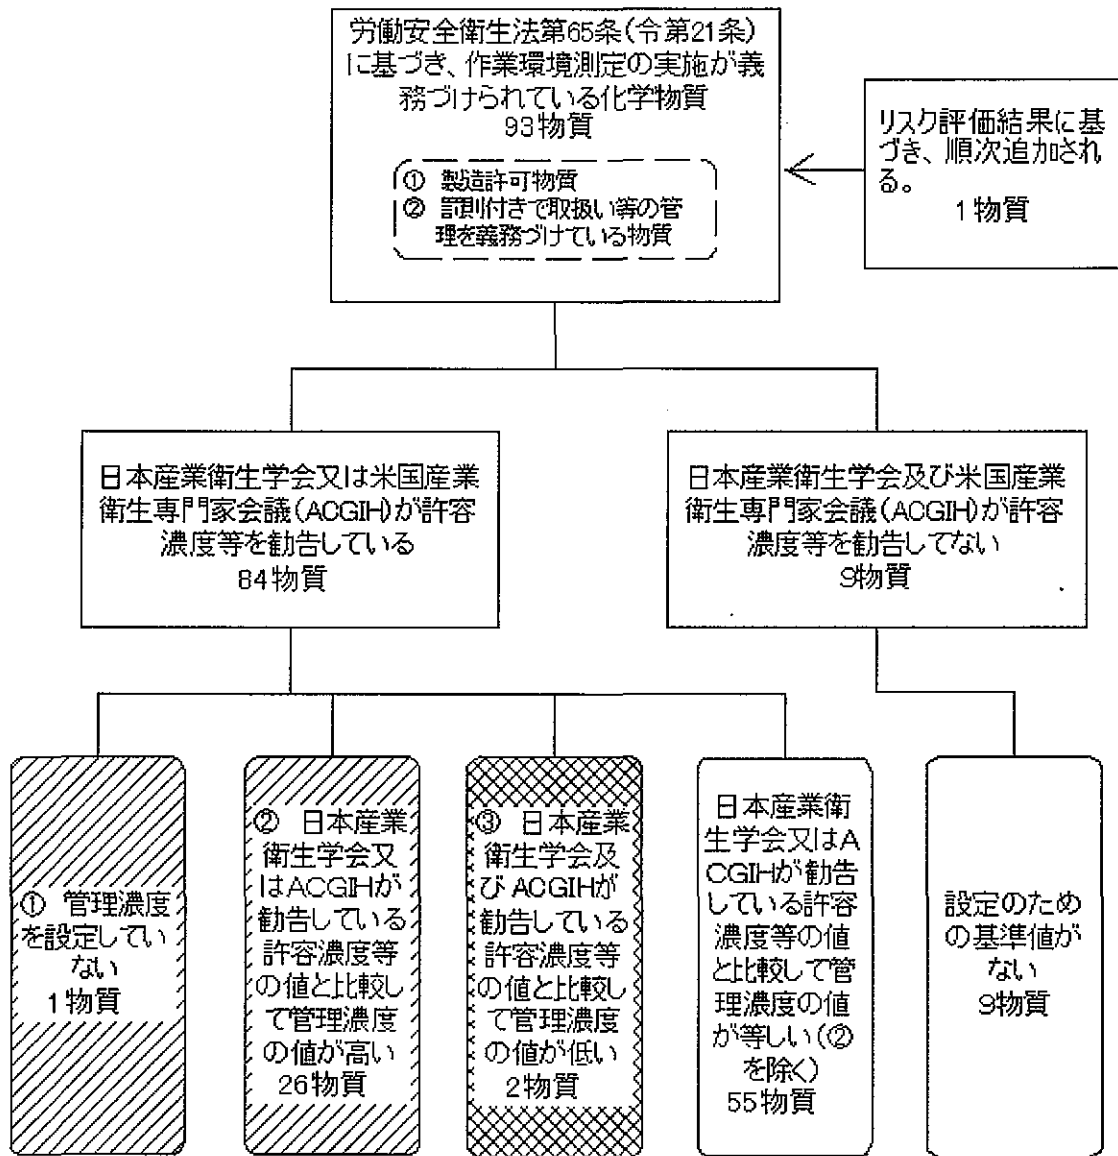 労働安全衛生法第65条(令第21条)
に基づき、作業環境測定の実施が義
務づけられている化学物質
93物質
① 製造許可物質
② 罰則付きで取扱い等の管
理を義務づけている物質
リスク評価結果に基
づき、順次追加され
る。
1物質
日本産業衛生学会又は米国産業
衛生専門家会議(ACGIH)が許容
濃度等を勧告している
84物質
日本産業衛生学会及び米国産業
衛生専門家会議(ACGIH)が許容
濃度等を勧告してない
9物質
① 管理濃度
を設定してい
ない
1物質
② 日本産業
衛生学会又
はACGIHが
勧告している
許容濃度等
の値と比較し
て管理濃度
の値が高い
26物質
③ 日本産業
衛生学会及
び ACGIHが
勧告している
許容濃度等
の値と比較し
て管理濃度
の値が低い
2物質
日本産業衛
生学会又はA
CGIHが勧告
している許容
濃度等の値
と比較して管
理濃度の値
が等しい(②
を除く)
55物質
設定のため
の基準値が
ない
9物質